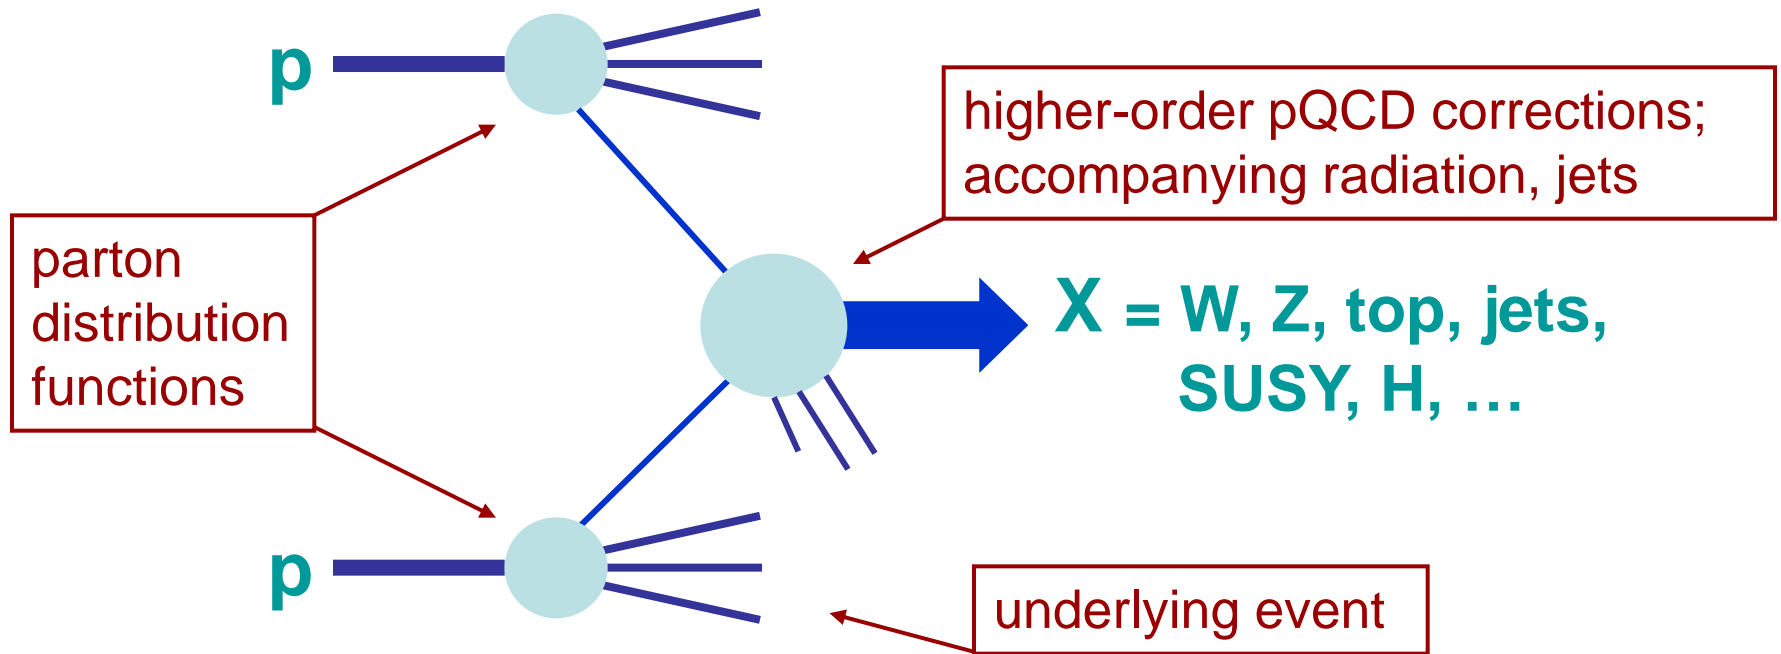 p
higher-order pQCD corrections;
accompanying radiation, jets
parton
distribution
functions
X = W, Z, top, jets,
SUSY, H, …
p
underlying event